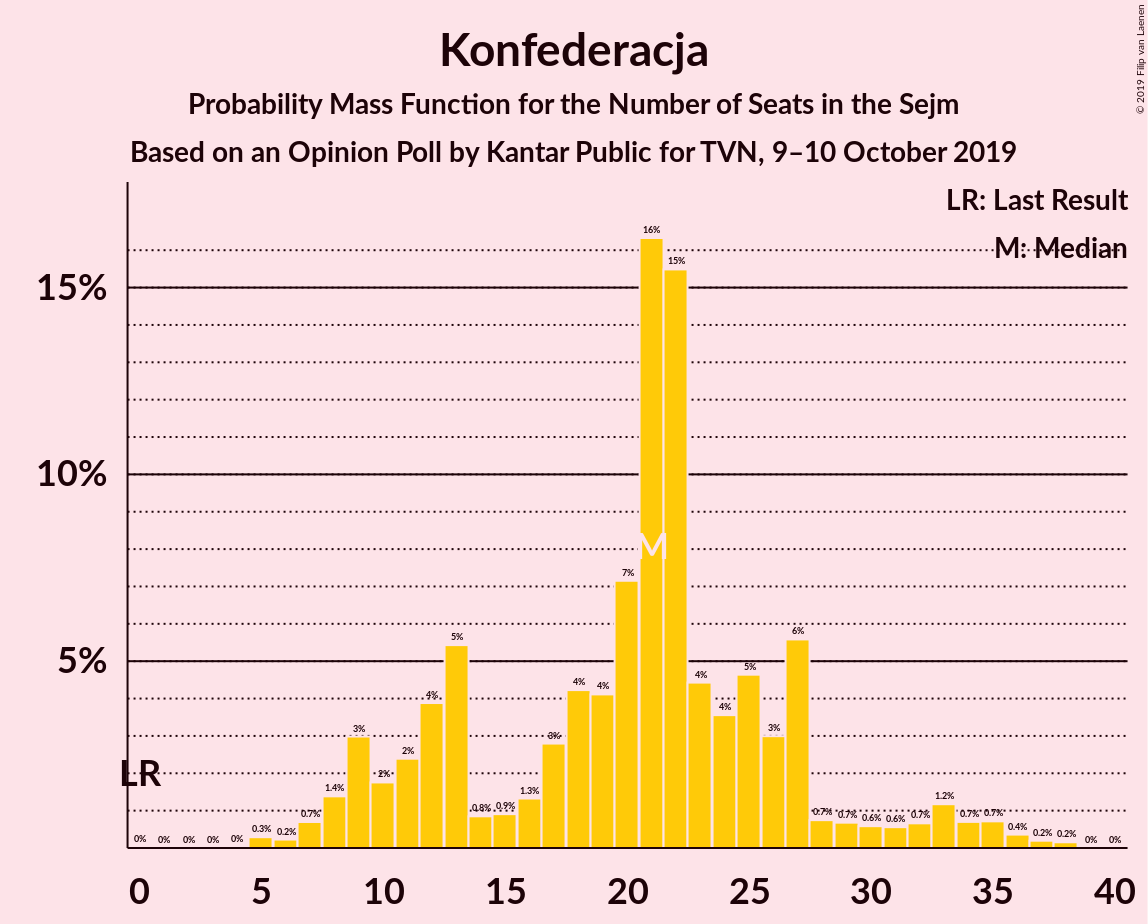 Konfederacja
Probability Mass Function for the Number of Seats in the Sejm
Based on an Opinion Poll by Kantar Public for TVN, 9–10 October 2019
© 2019 Filip van Laenen
LR: Last Result
M: Median
15%
10%
5%
16%
15%
M
7%
6%
5%
5%
4%
4%
4%
4%
4%
3%
3%
3%
2%
2%
LR
1.4%
1.3%
1.2%
0% 0% 0% 0% 0% 0.3% 0.2% 0.7% 0.8% 0.9% 0.7% 0.7% 0.6% 0.6% 0.7% 0.7% 0.7% 0.4% 0.2% 0.2% 0% 0%
0 5 10 15 20 25 30 35 40